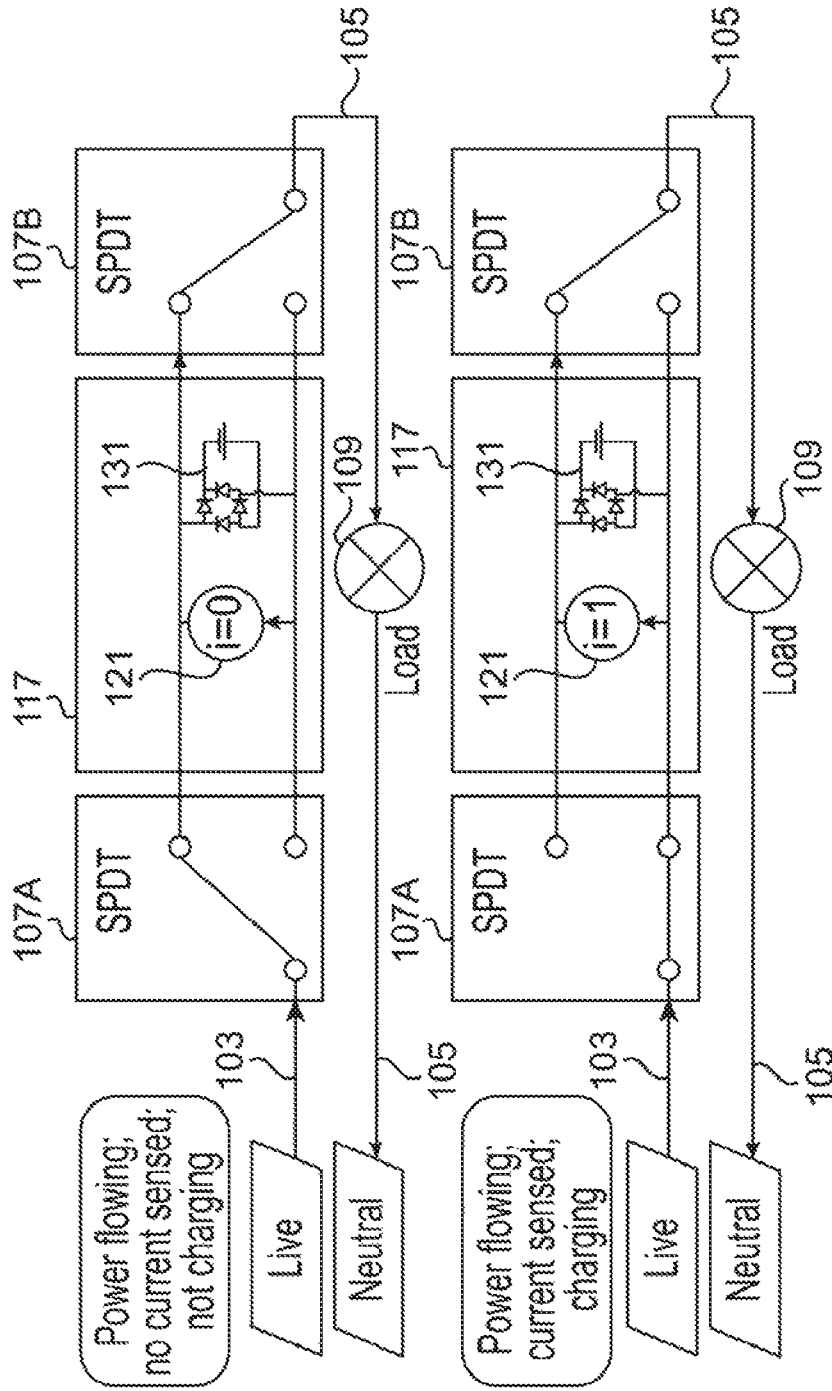 Power flowing;
no current sensed;
not charging
Live
Neutral
103
105
107A
SPDT
117
121
i=0
131
109
Load
107B
SPDT
105
Power flowing;
current sensed;
charging
Live
Neutral
103
105
107A
SPDT
121
i=1
117
131
109
Load
107B
SPDT
105